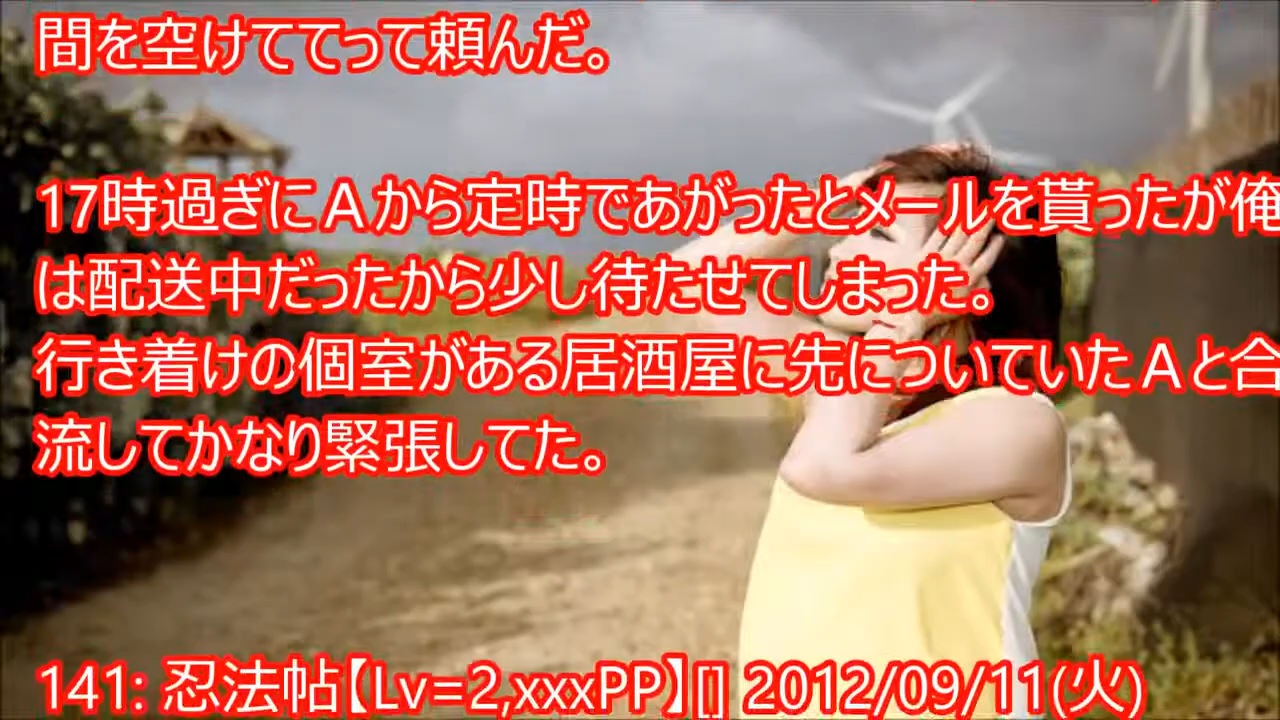 間を空けててって頼んだ。
17時過ぎにＡから定時であがったとメールを貰ったが俺
は配送中だったから少し待たせてしまった。
行き着けの個室がある居酒屋に先についていたＡと合
流してかなり緊張してた。
141: 忍法帖【Lv=2,xxxPP】[] 2012/09/11(火)